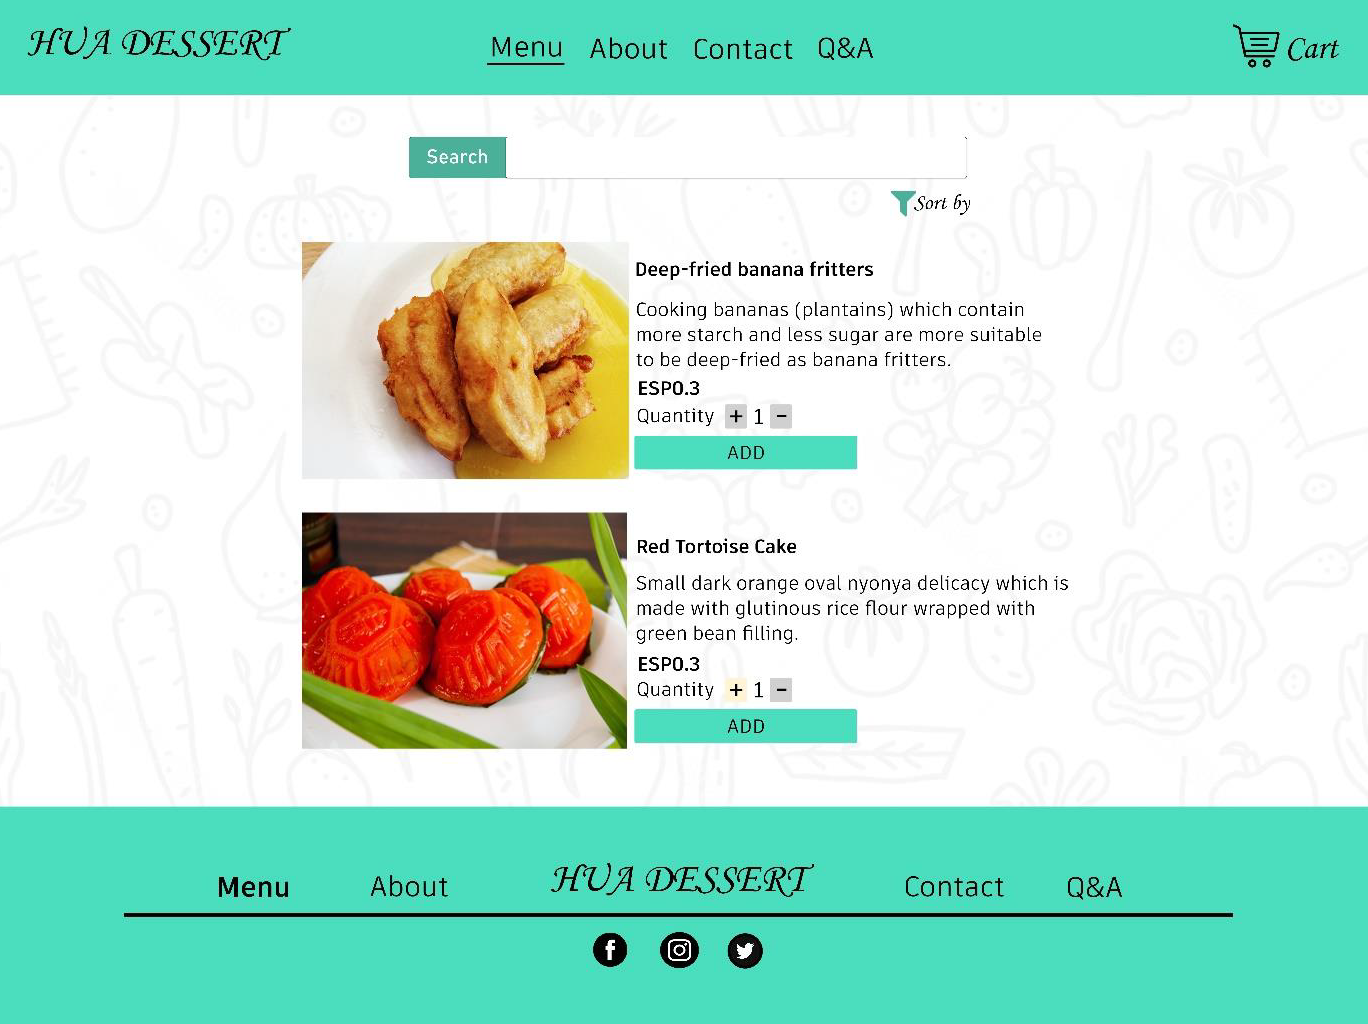 HUA DESSERT
Menu About Contact Q&A
Cart
Search
Sort by
Deep-fried banana fritters
Cooking bananas (plantains) which contain
more starch and less sugar are more suitable
to be deep-fried as banana fritters.
ESP0.3
Quantity + 1 -
ADD
Red Tortoise Cake
Small dark orange oval nyonya delicacy which is
made with glutinous rice flour wrapped with
green bean filling.
ESP0.3
Quantity + 1 -
ADD
Menu About HUA DESSERT Contact Q&A